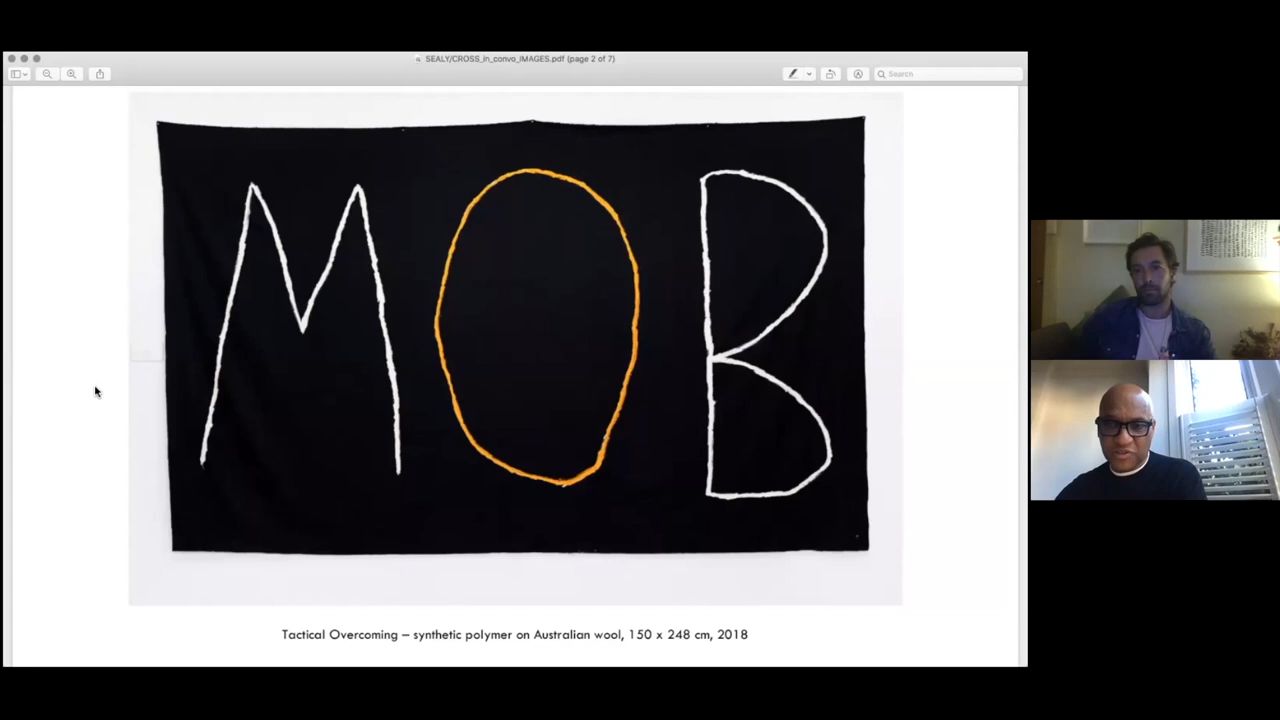 SEALY/CROSS_in_convo_IMAGES.pdf (page 2 of 7)
Search
MOB
Tactical Overcoming – synthetic polymer on Australian wool, 150 x 248 cm, 2018